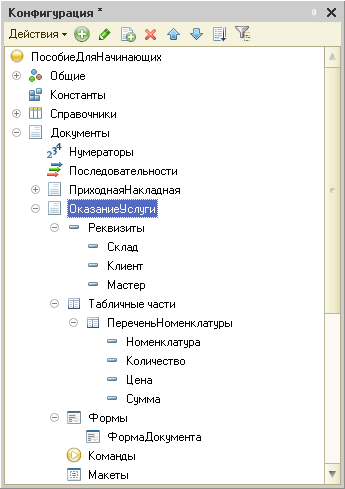 Конфигурация *
Действия
ПособиеДляНачинающих
Общие
Константы
Справочники
Документы
Нумераторы
Последовательности
ПриходнаяНакладная
ОказаниеУслуги
Реквизиты
Склад
Клиент
Мастер
Табличные части
ПереченьНоменклатуры
Номенклатура
Количество
Цена
Сумма
Формы
ФормаДокумента
Команды
Макеты